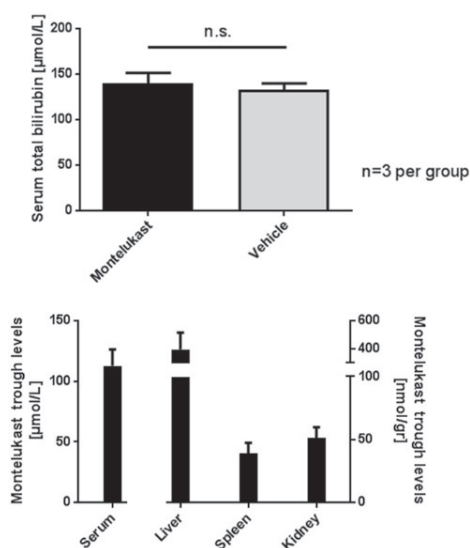 n.s.
Serum total bilirubin [µmol/L]
200
150
100
50
0
n=3 per group
Montelukast
Vehicle
Montelukast trough levels
[µmol/L]
150
100
50
0
600
400
100
50
0
Montelukast trough levels
[nmol/gr]
Serum
Liver
Spleen
Kidney